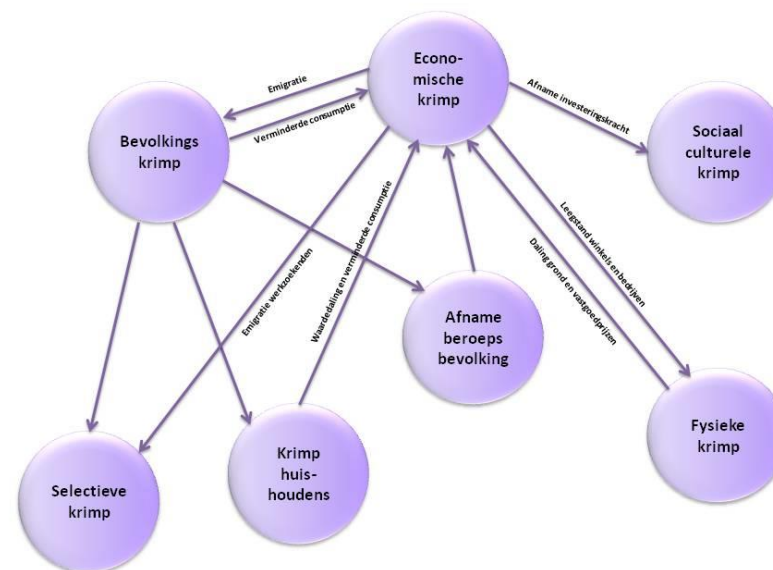 Econo-
mische
krimp
Emigratie
Verminderde consumptie
Bevolkings
krimp
Afname investeringskracht
Sociaal
culturele
krimp
Emigratie werkzoekenden
Waardedaling en verminderde consumptie
Leegstand winkels en bedrijven
Daling grond en vastgoedprijzen
Afname
beroeps
bevolking
Fysieke
krimp
Krimp
huis-
houdens
Selectieve
krimp